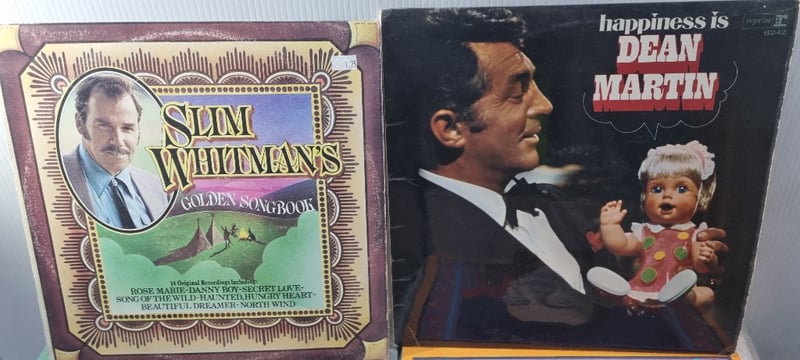 SLIM
WHITMAN'S
GOLDEN SONGBOOK
14 Original Recordings Including:
ROSE MARIE-DANNY BOY-SECRET LOVE-
SONG OF THE WILD-HAUNTED, HUNGRY HEART-
BEAUTIFUL DREAMER-NORTH WIND
happiness is
DEAN
MARTIN
reprise
6242